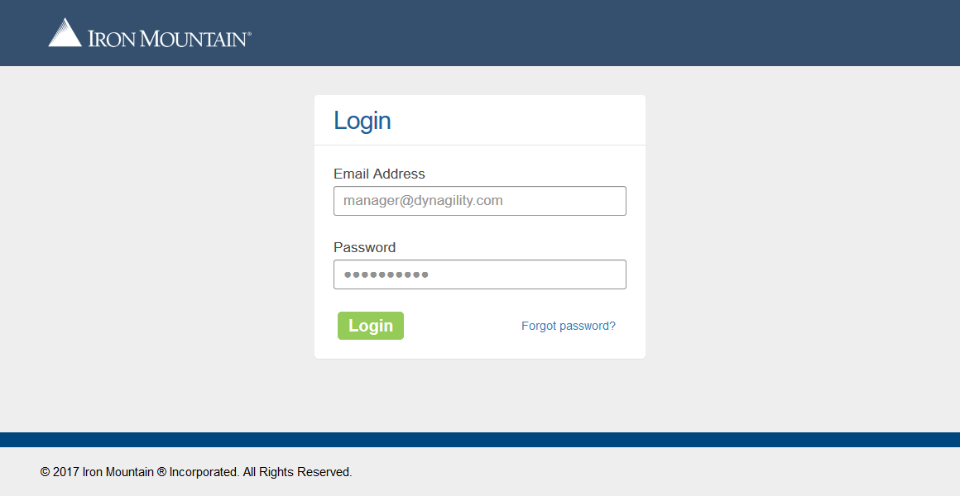 IRON MOUNTAIN®
Login
Email Address
manager@dynagility.com
Password
●●●●●●●●●●
Login
Forgot password?
© 2017 Iron Mountain ® Incorporated. All Rights Reserved.